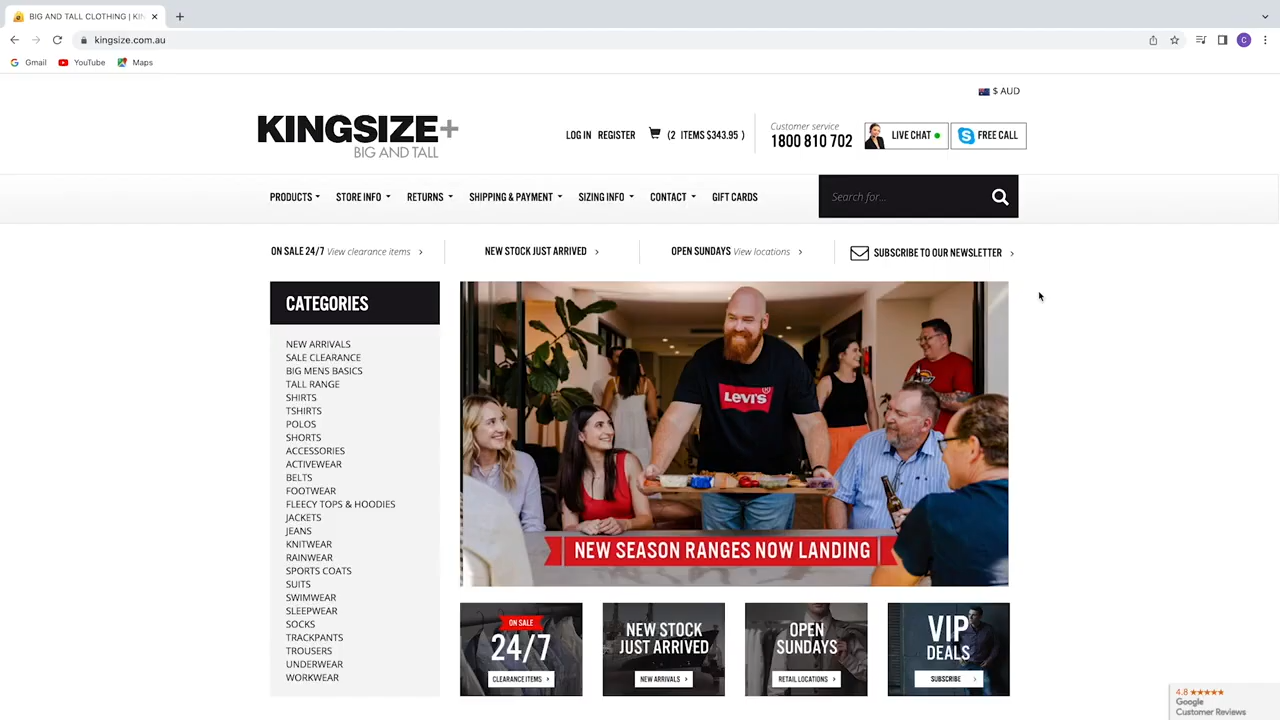 BIG AND TALL CLOTHING | KIN
kingsize.com.au
C
Gmail
YouTube
Maps
$ AUD
KINGSIZE+
BIG AND TALL
LOG IN
REGISTER
(2 ITEMS $343.95 )
Customer service
1800 810 702
LIVE CHAT
FREE CALL
PRODUCTS
STORE INFO
RETURNS
SHIPPING & PAYMENT
SIZING INFO
CONTACT
GIFT CARDS
Search for...
ON SALE 24/7 View clearance items
NEW STOCK JUST ARRIVED
OPEN SUNDAYS View locations
SUBSCRIBE TO OUR NEWSLETTER
CATEGORIES
NEW ARRIVALS
SALE CLEARANCE
BIG MENS BASICS
TALL RANGE
SHIRTS
TSHIRTS
POLOS
SHORTS
ACCESSORIES
ACTIVEWEAR
BELTS
FOOTWEAR
FLEECY TOPS & HOODIES
JACKETS
JEANS
KNITWEAR
RAINWEAR
SPORTS COATS
SUITS
SWIMWEAR
SLEEPWEAR
SOCKS
TRACKPANTS
TROUSERS
UNDERWEAR
WORKWEAR
Levi's
NEW SEASON RANGES NOW LANDING
ON SALE
24/7
CLEARANCE ITEMS
NEW STOCK
JUST ARRIVED
NEW ARRIVALS
OPEN
SUNDAYS
RETAIL LOCATIONS
VIP
DEALS
SUBSCRIBE
4.8
Google
Customer Reviews